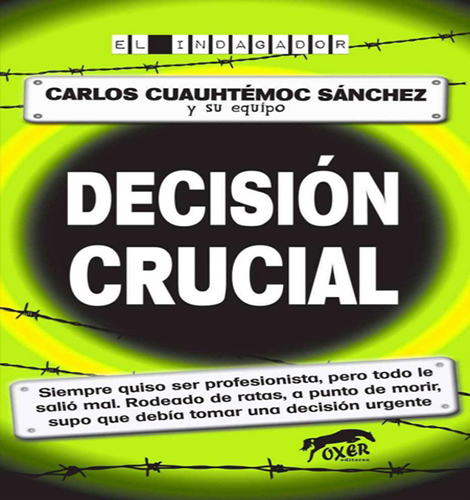 EL INDAGADOR
CARLOS CUAUHTÉMOC SÁNCHEZ
y su equipo
DECISIÓN
CRUCIAL
Siempre quiso ser profesionista, pero todo le
salió mal. Rodeado de ratas, a punto de morir,
supo que debía tomar una decisión urgente
OXER
editores